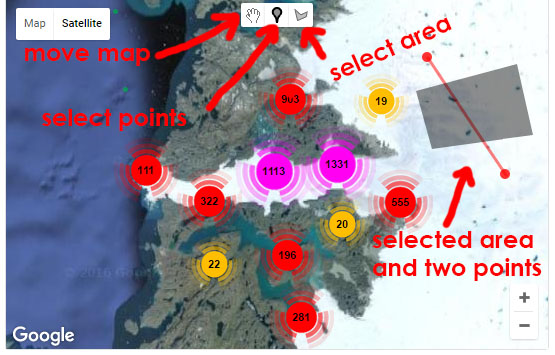 Map Satellite
move map
select area
select points
903
19
111
1113
1331
322
555
20
selected area
and two points
196
22
© 2016 Goo
281
+
−
Google